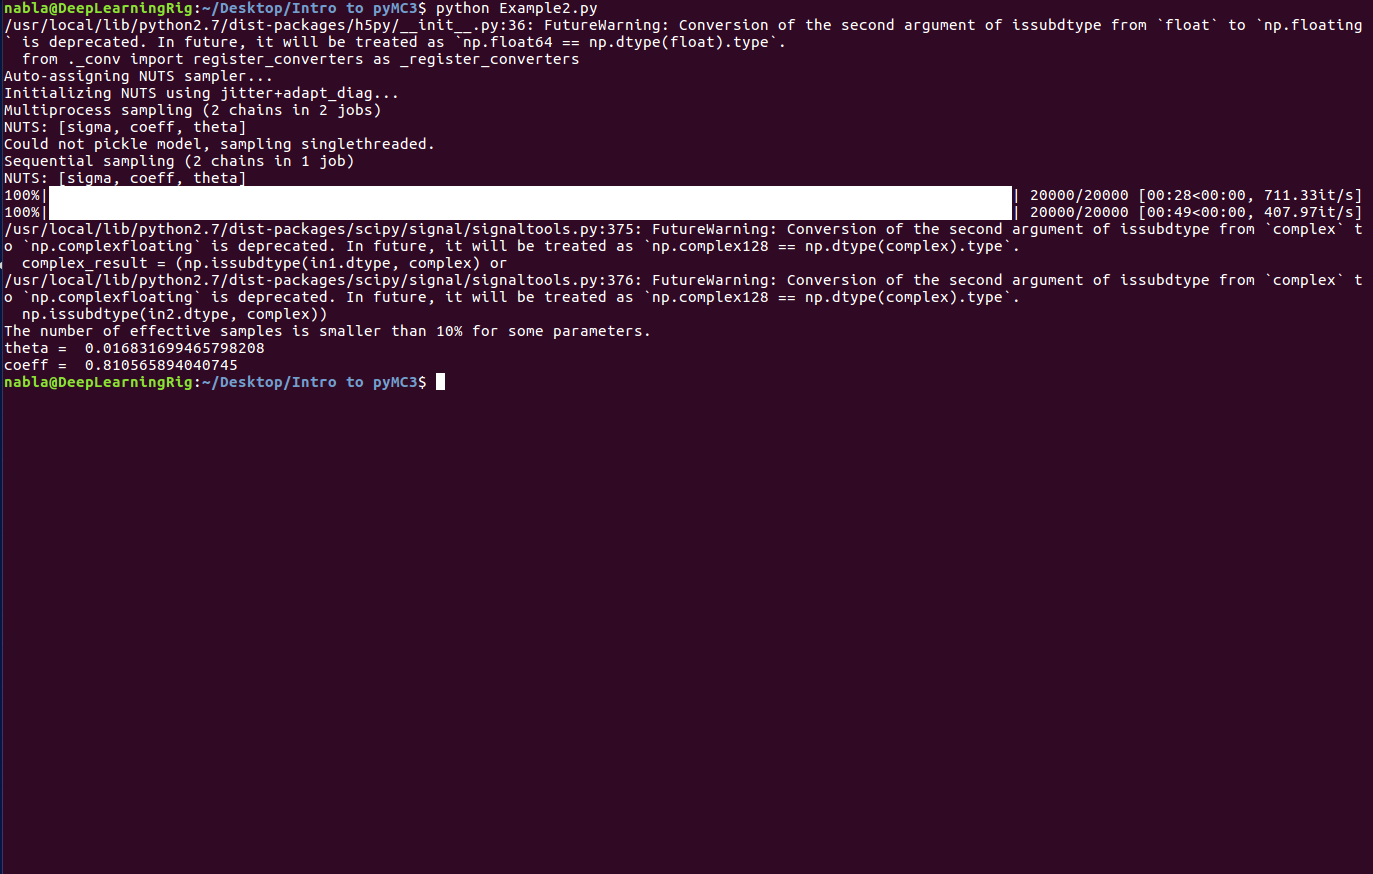 nabla@DeepLearningRig:~/Desktop/Intro to pyMC3$ python Example2.py
/usr/local/lib/python2.7/dist-packages/h5py/__init__.py:36: FutureWarning: Conversion of the second argument of issubdtype from `float` to `np.floating
` is deprecated. In future, it will be treated as `np.float64 == np.dtype(float).type`.
  from ._conv import register_converters as _register_converters
Auto-assigning NUTS sampler...
Initializing NUTS using jitter+adapt_diag...
Multiprocess sampling (2 chains in 2 jobs)
NUTS: [sigma, coeff, theta]
Could not pickle model, sampling singlethreaded.
Sequential sampling (2 chains in 1 job)
NUTS: [sigma, coeff, theta]
100%| | 20000/20000 [00:28<00:00, 711.33it/s]
100%| | 20000/20000 [00:49<00:00, 407.97it/s]
/usr/local/lib/python2.7/dist-packages/scipy/signal/signaltools.py:375: FutureWarning: Conversion of the second argument of issubdtype from `complex` t
o `np.complexfloating` is deprecated. In future, it will be treated as `np.complex128 == np.dtype(complex).type`.
  complex_result = (np.issubdtype(in1.dtype, complex) or
/usr/local/lib/python2.7/dist-packages/scipy/signal/signaltools.py:376: FutureWarning: Conversion of the second argument of issubdtype from `complex` t
o `np.complexfloating` is deprecated. In future, it will be treated as `np.complex128 == np.dtype(complex).type`.
  np.issubdtype(in2.dtype, complex))
The number of effective samples is smaller than 10% for some parameters.
theta =  0.016831699465798208
coeff =  0.810565894040745
nabla@DeepLearningRig:~/Desktop/Intro to pyMC3$